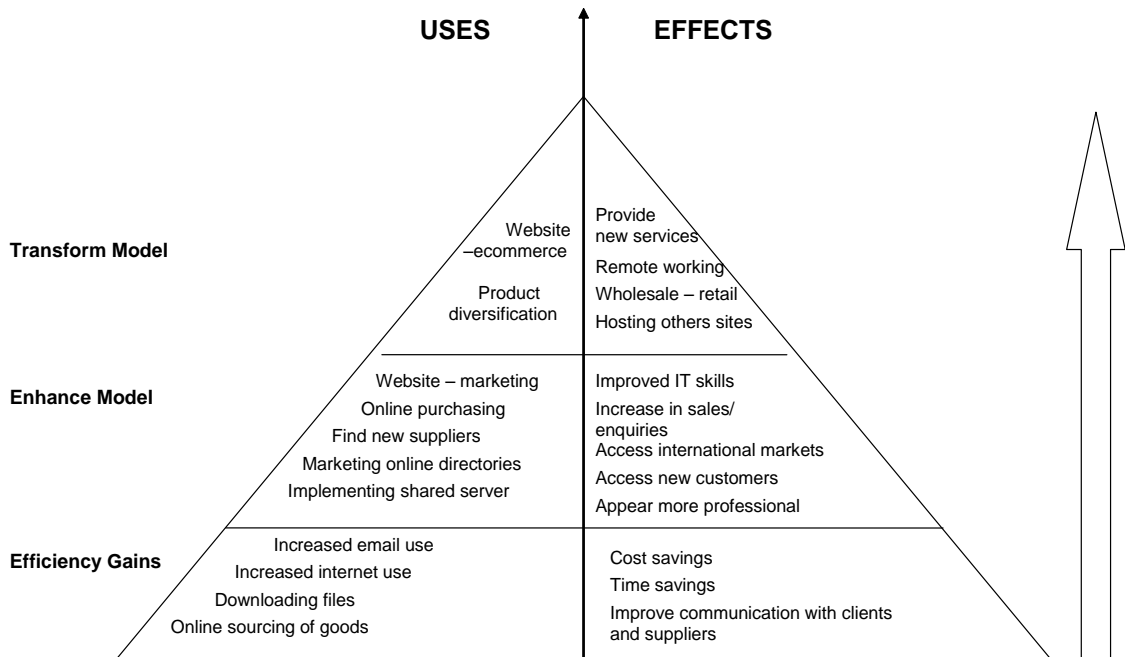 USES
EFFECTS
Transform Model
Website
–ecommerce
Product
diversification
Provide
new services
Remote working
Wholesale – retail
Hosting others sites
Enhance Model
Website – marketing
Online purchasing
Find new suppliers
Marketing online directories
Implementing shared server
Improved IT skills
Increase in sales/
enquiries
Access international markets
Access new customers
Appear more professional
Efficiency Gains
Increased email use
Increased internet use
Downloading files
Online sourcing of goods
Cost savings
Time savings
Improve communication with clients
and suppliers